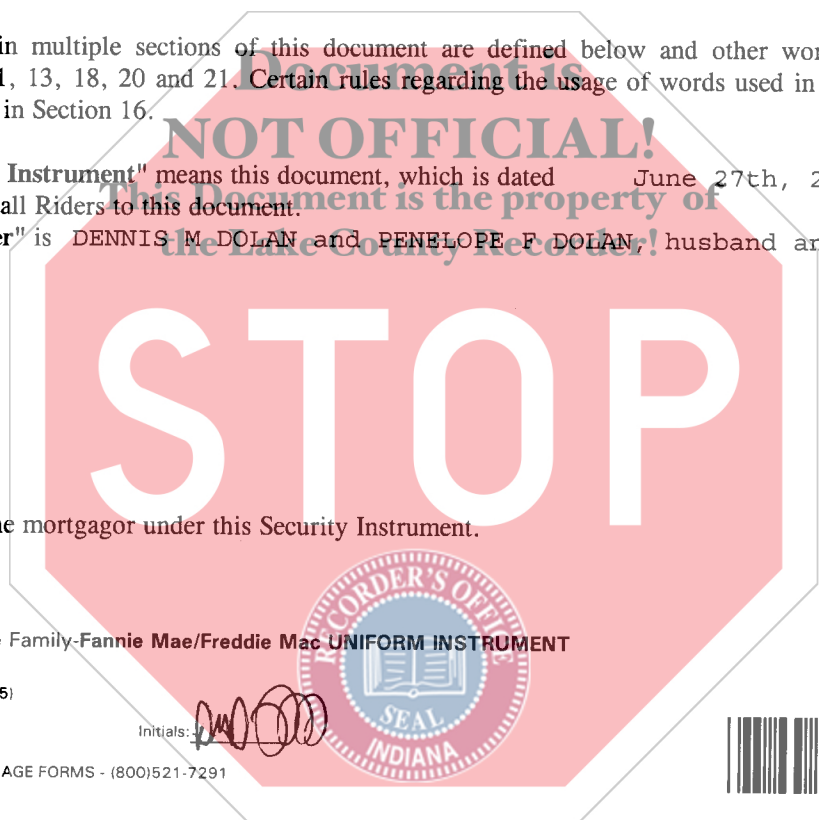 in multiple sections of this document are defined below and other wor
1, 13, 18, 20 and 21. Certain rules regarding the usage of words used in
in Section 16.
Document is
NOT OFFICIAL!
This Document is the property of
the Lake County Recorder!
Instrument" means this document, which is dated June 27th, 2
all Riders to this document.
er" is DENNIS M DOLAN and PENELOPE F DOLAN, husband an
STOP
e mortgagor under this Security Instrument.
Family-Fannie Mae/Freddie Mac UNIFORM INSTRUMENT
5)
Initials:
AGE FORMS - (800)521-7291
RECORDER'S OFFICE
SEAL
INDIANA